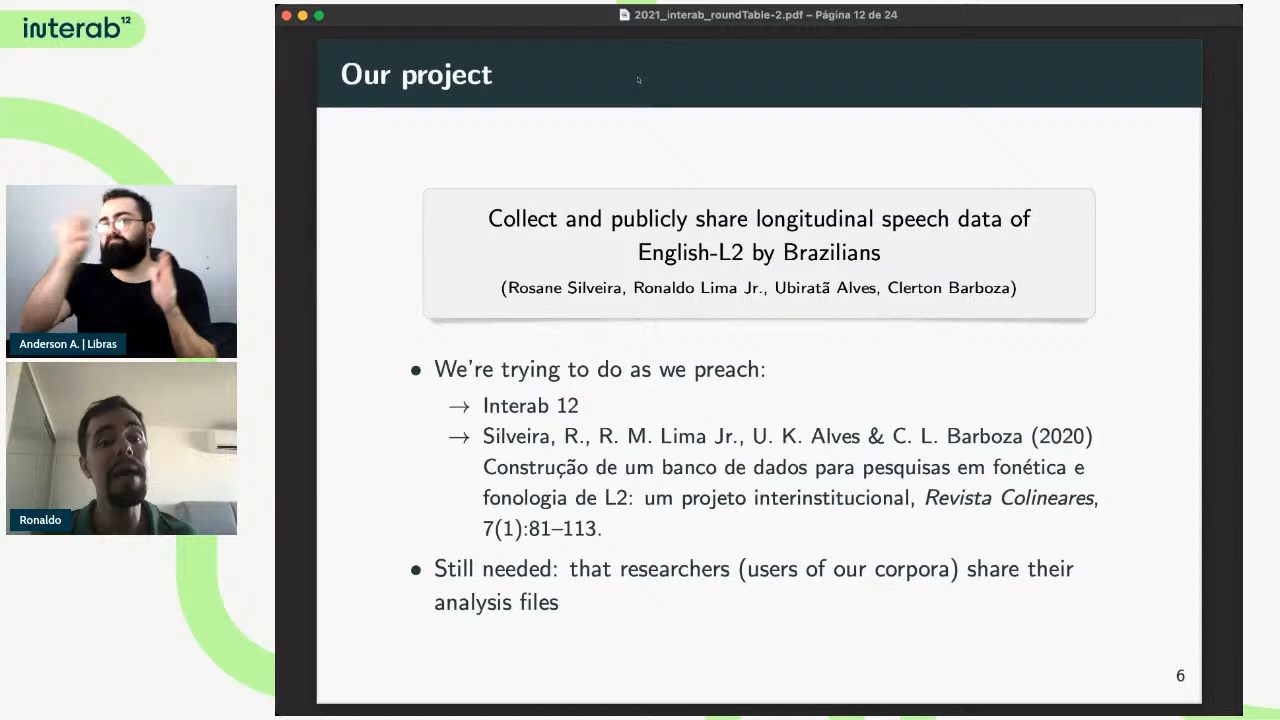 interab¹²
2021_interab_roundTable-2.pdf – Página 12 de 24
Our project
Collect and publicly share longitudinal speech data of
English-L2 by Brazilians
(Rosane Silveira, Ronaldo Lima Jr., Ubiratã Alves, Clerton Barboza)
• We're trying to do as we preach:
→ Interab 12
→ Silveira, R., R. M. Lima Jr., U. K. Alves & C. L. Barboza (2020)
Construção de um banco de dados para pesquisas em fonética e
fonologia de L2: um projeto interinstitucional, Revista Colineares,
7(1):81–113.
• Still needed: that researchers (users of our corpora) share their
analysis files
6
Anderson A. | Libras
Ronaldo